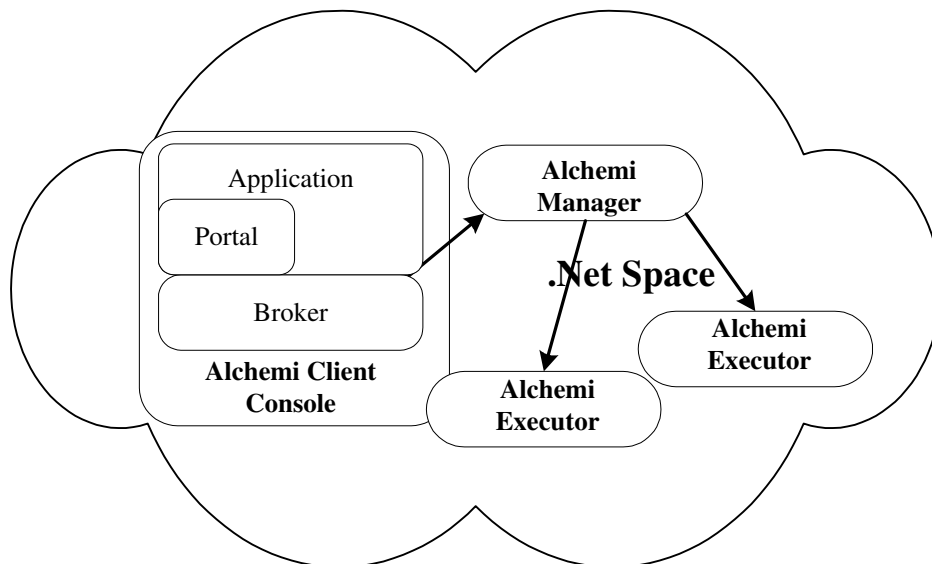 Application
Portal
Broker
Alchemi Client
Console
Alchemi
Manager
.Net Space
Alchemi
Executor
Alchemi
Executor